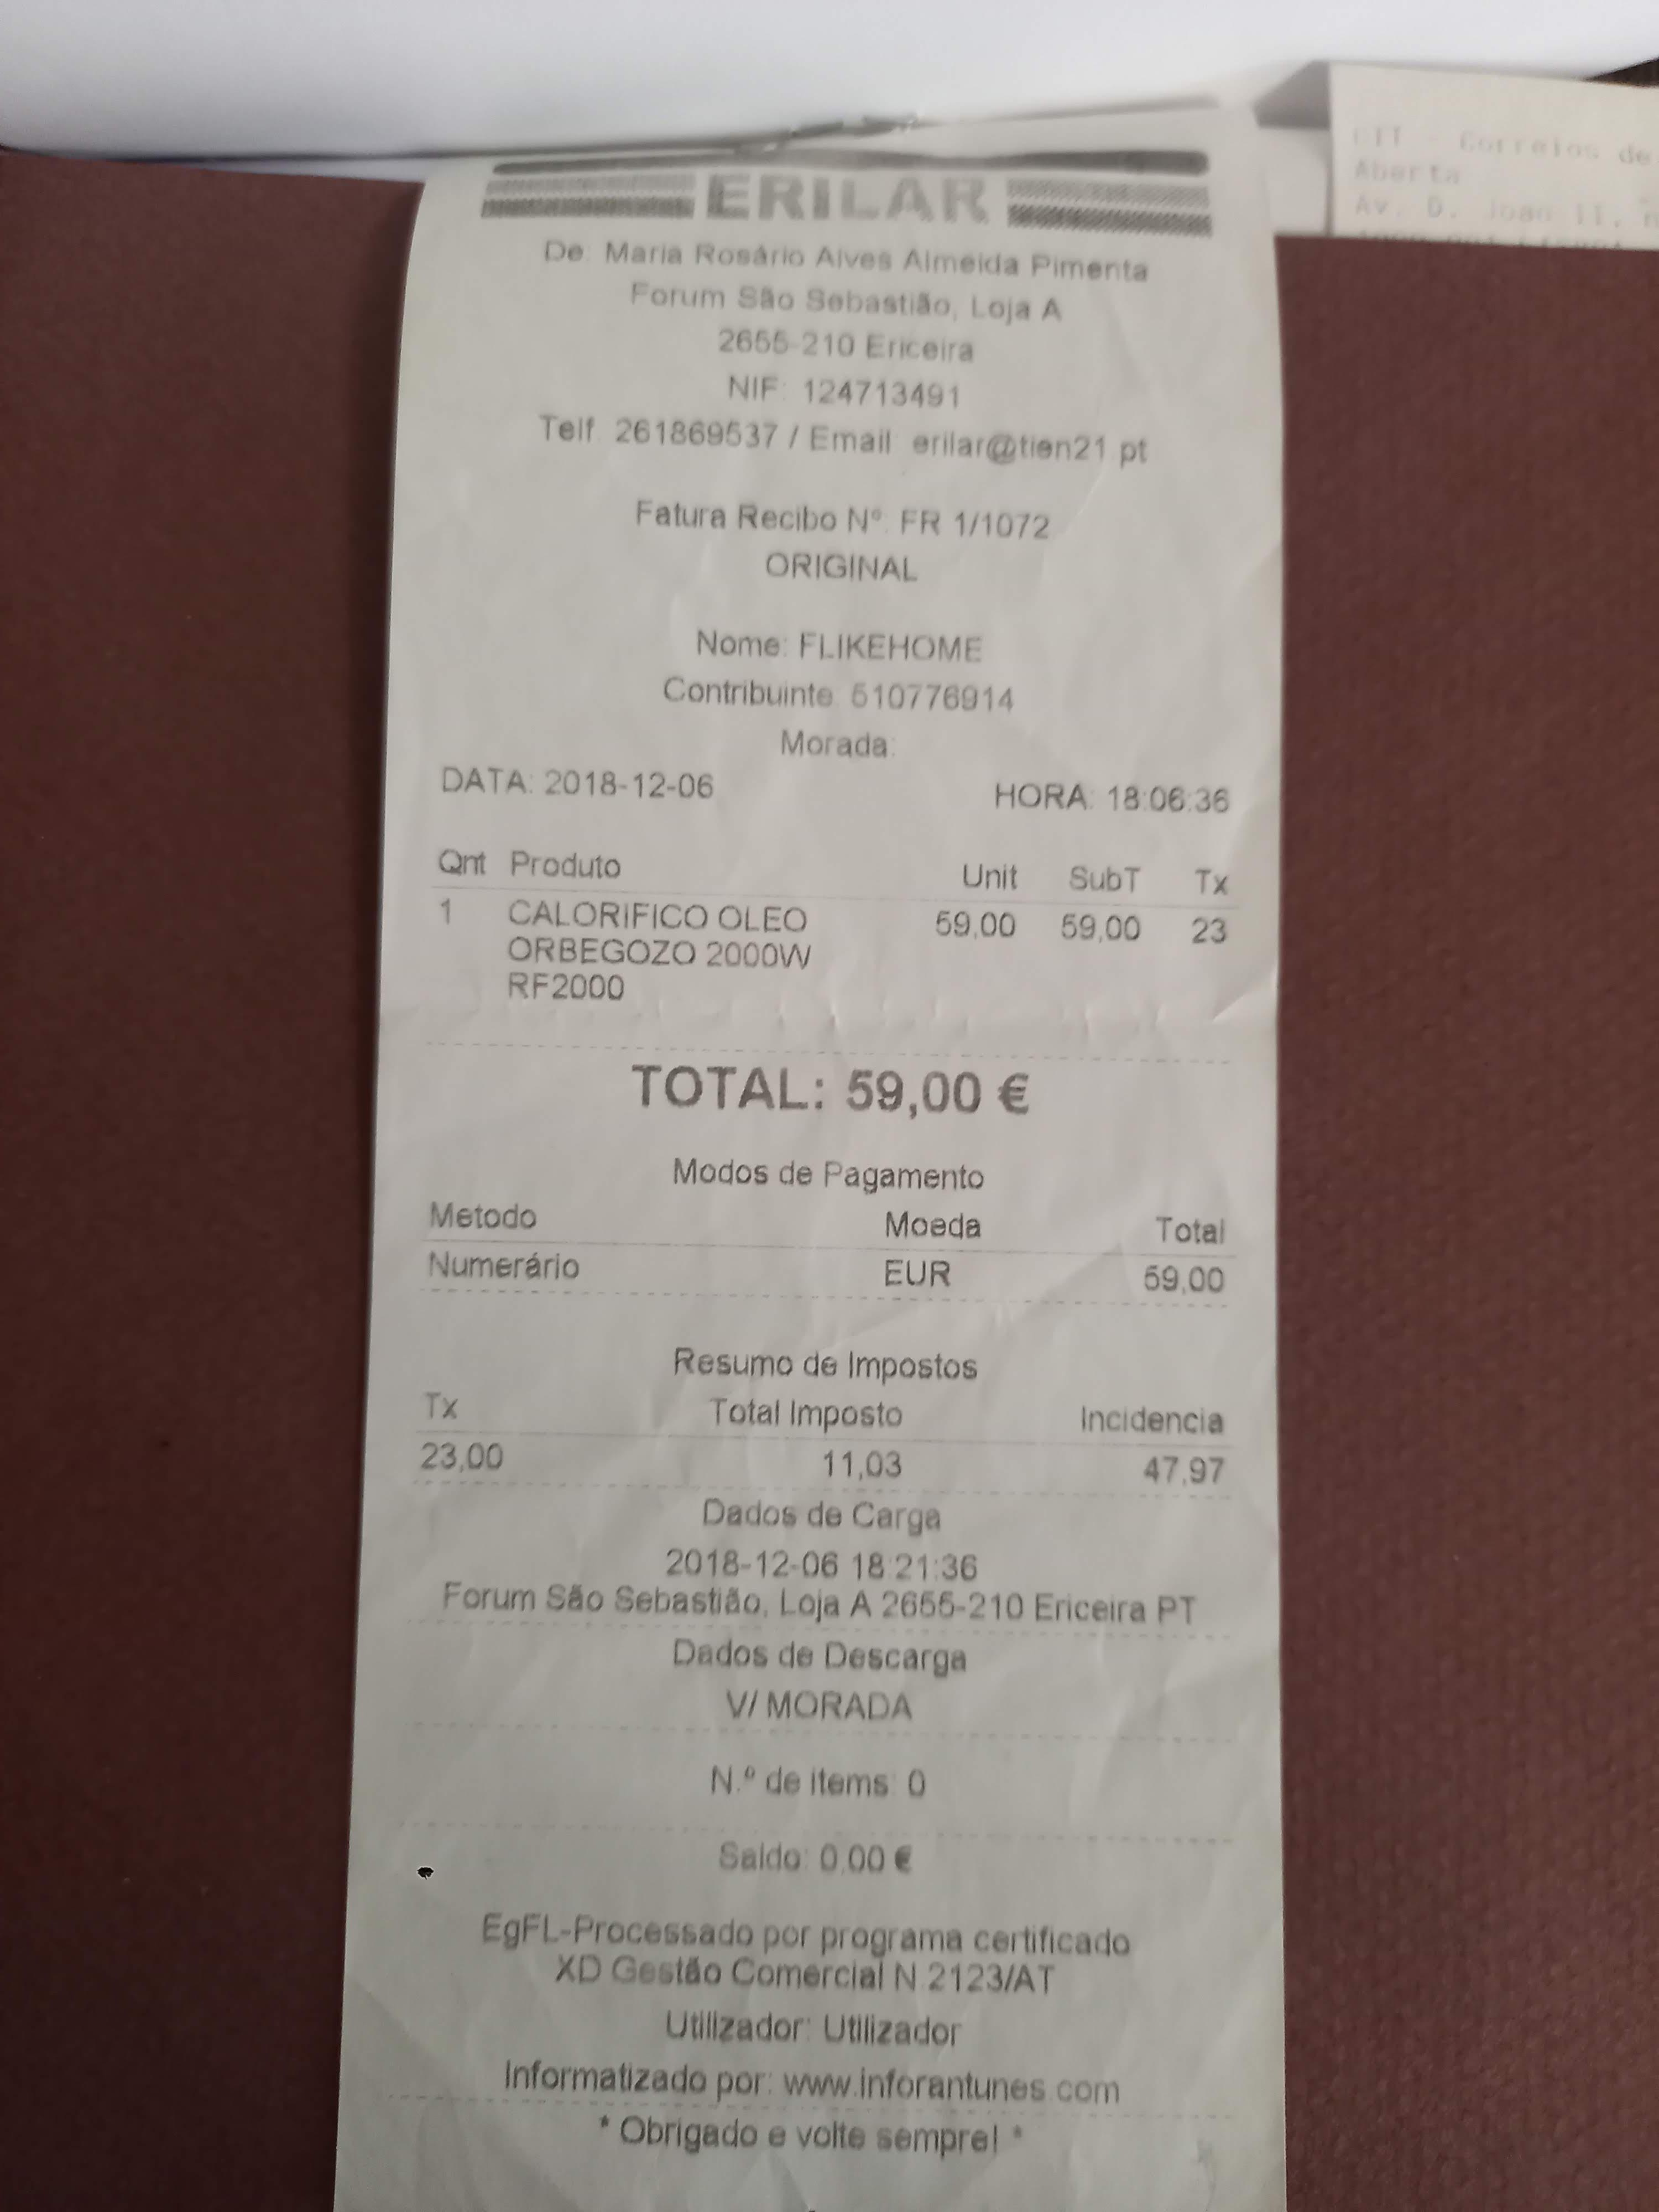 ERILAR
De: Maria Rosário Alves Almeida Pimenta
Forum São Sebastião, Loja A
2655-210 Ericeira
NIF: 124713491
Telf. 261869537 / Email: erilar@tien21.pt
Fatura Recibo Nº. FR 1/1072
ORIGINAL
Nome: FLIKEHOME
Contribuinte: 510776914
Morada:
DATA: 2018-12-06 HORA: 18:06:36
Qnt Produto Unit SubT Tx
1 CALORIFICO OLEO 59,00 59,00 23
ORBEGOZO 2000W
RF2000
TOTAL: 59,00 €
Modos de Pagamento
Metodo Moeda Total
Numerário EUR 59,00
Resumo de Impostos
Tx Total Imposto Incidencia
23,00 11,03 47,97
Dados de Carga
2018-12-06 18:21:36
Forum São Sebastião, Loja A 2655-210 Ericeira PT
Dados de Descarga
V/ MORADA
N.º de items: 0
Saldo: 0,00 €
EgFL-Processado por programa certificado
XD Gestão Comercial N.2123/AT
Utilizador: Utilizador
Informatizado por: www.inforantunes.com
* Obrigado e volte sempre! *
Correios de
Aberta
Av. D. Joao II, n